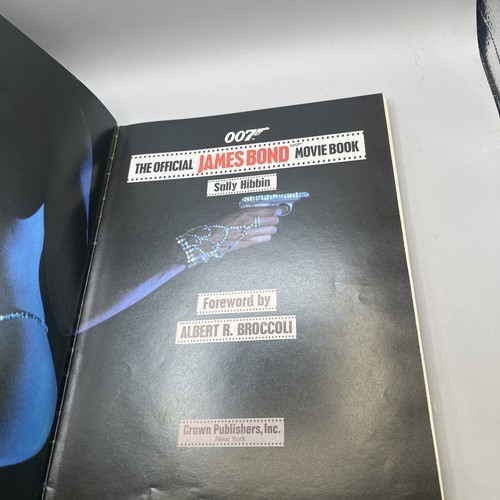 007
THE OFFICIAL JAMES BOND MOVIE BOOK
Sally Hibbin
Foreword by
ALBERT R. BROCCOLI
Crown Publishers, Inc.
New York